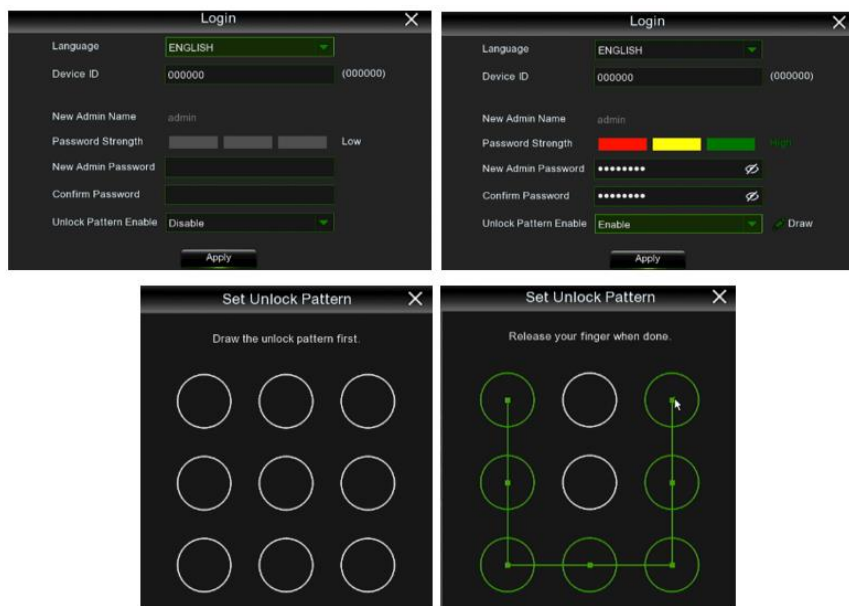 Login
Language ENGLISH
Device ID 000000 (000000)
New Admin Name admin
Password Strength Low
New Admin Password
Confirm Password
Unlock Pattern Enable Disable
Apply
Login
Language ENGLISH
Device ID 000000 (000000)
New Admin Name admin
Password Strength High
New Admin Password ••••••••
Confirm Password ••••••••
Unlock Pattern Enable Enable Draw
Apply
Set Unlock Pattern
Draw the unlock pattern first.
Set Unlock Pattern
Release your finger when done.